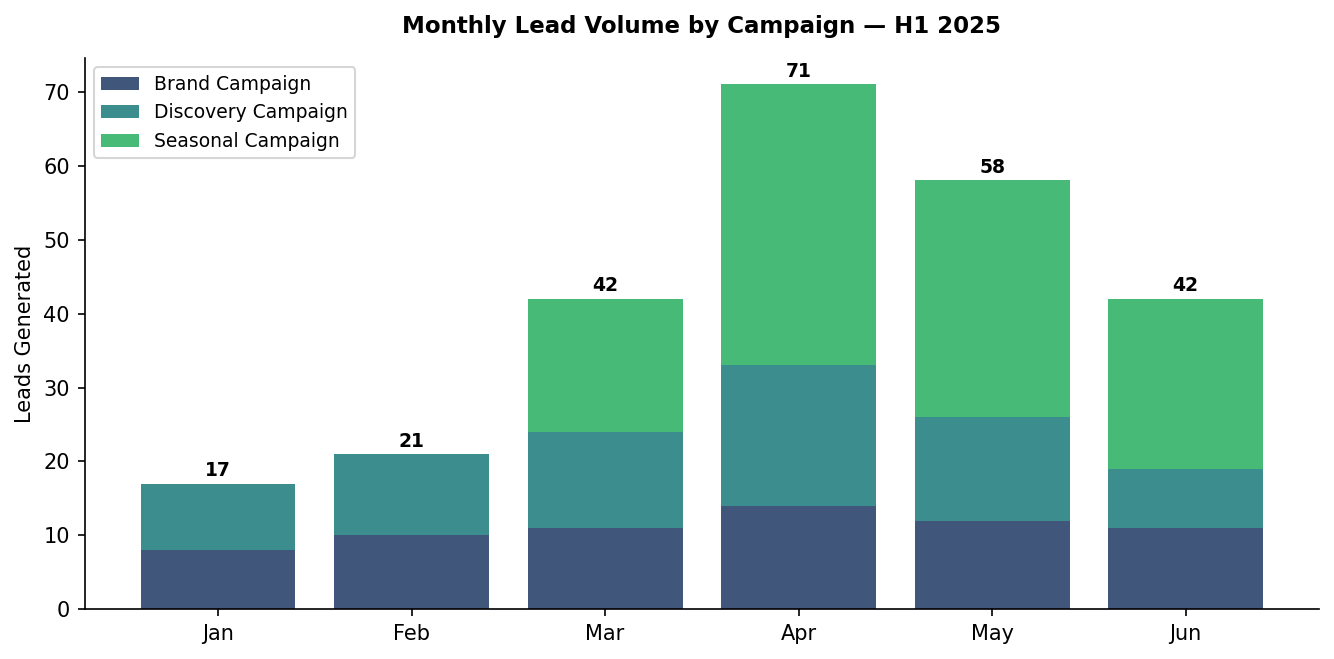 Monthly Lead Volume by Campaign — H1 2025
Brand Campaign
Discovery Campaign
Seasonal Campaign
Leads Generated
70
60
50
40
30
20
10
0
17
21
42
71
58
42
Jan Feb Mar Apr May Jun